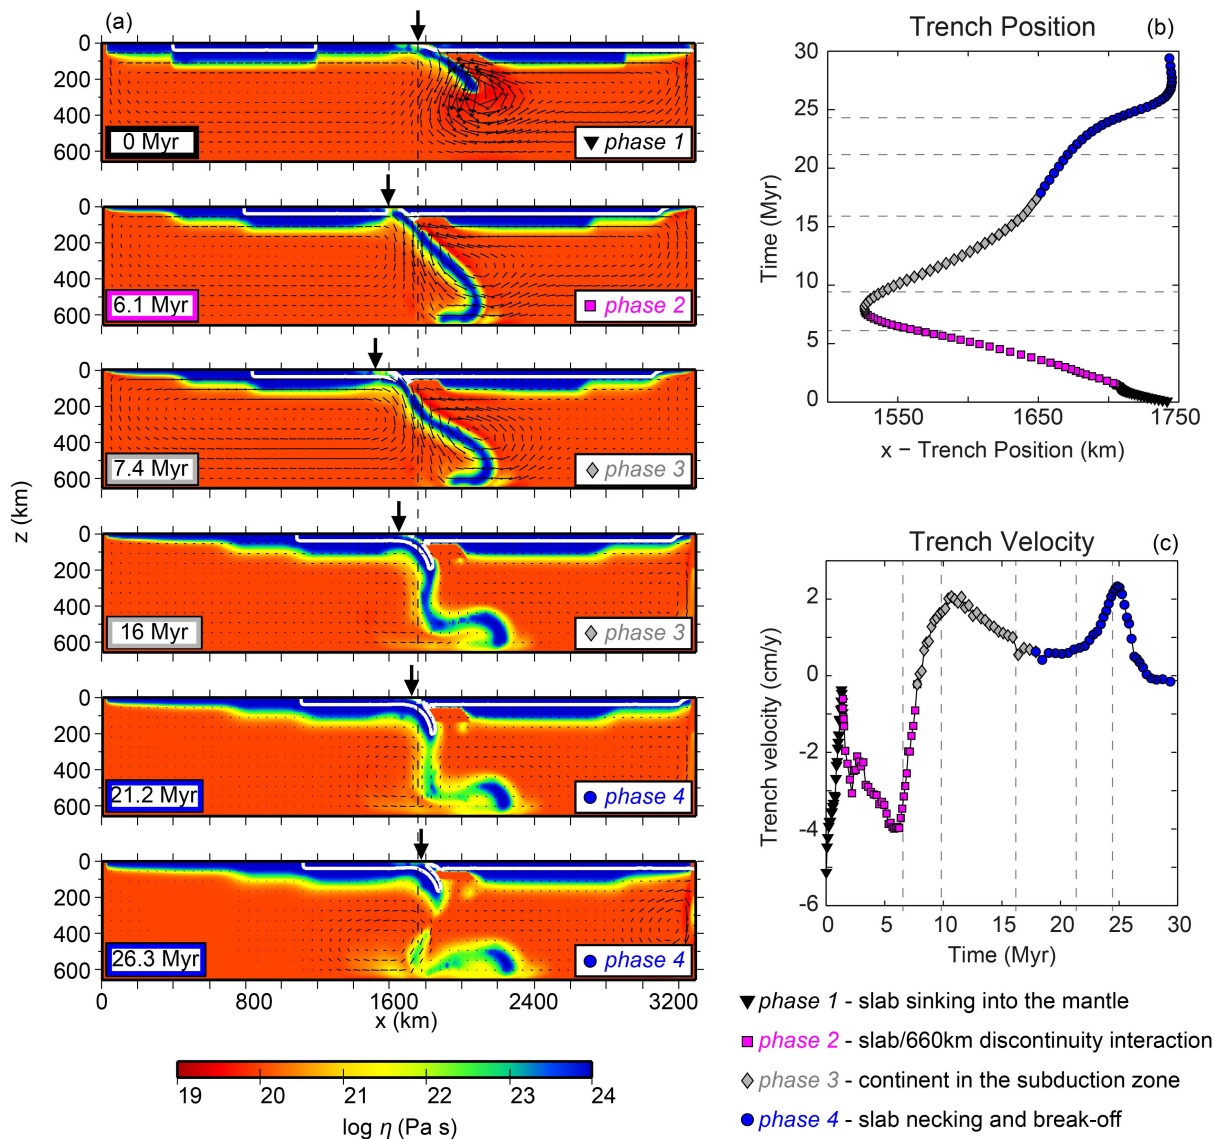 (a)
0
200
400
600
0 Myr
phase 1
0
200
400
600
6.1 Myr
phase 2
0
200
400
600
7.4 Myr
phase 3
z (km)
0
200
400
600
16 Myr
phase 3
0
200
400
600
21.2 Myr
phase 4
0
200
400
600
26.3 Myr
phase 4
0
800
1600
2400
3200
x (km)
19
20
21
22
23
24
log η (Pa s)
Trench Position
(b)
30
25
20
15
10
5
0
Time (Myr)
1550
1650
1750
x − Trench Position (km)
Trench Velocity
(c)
2
0
-2
-4
-6
Trench velocity (cm/y)
0
5
10
15
20
25
30
Time (Myr)
phase 1 - slab sinking into the mantle
phase 2 - slab/660km discontinuity interaction
phase 3 - continent in the subduction zone
phase 4 - slab necking and break-off